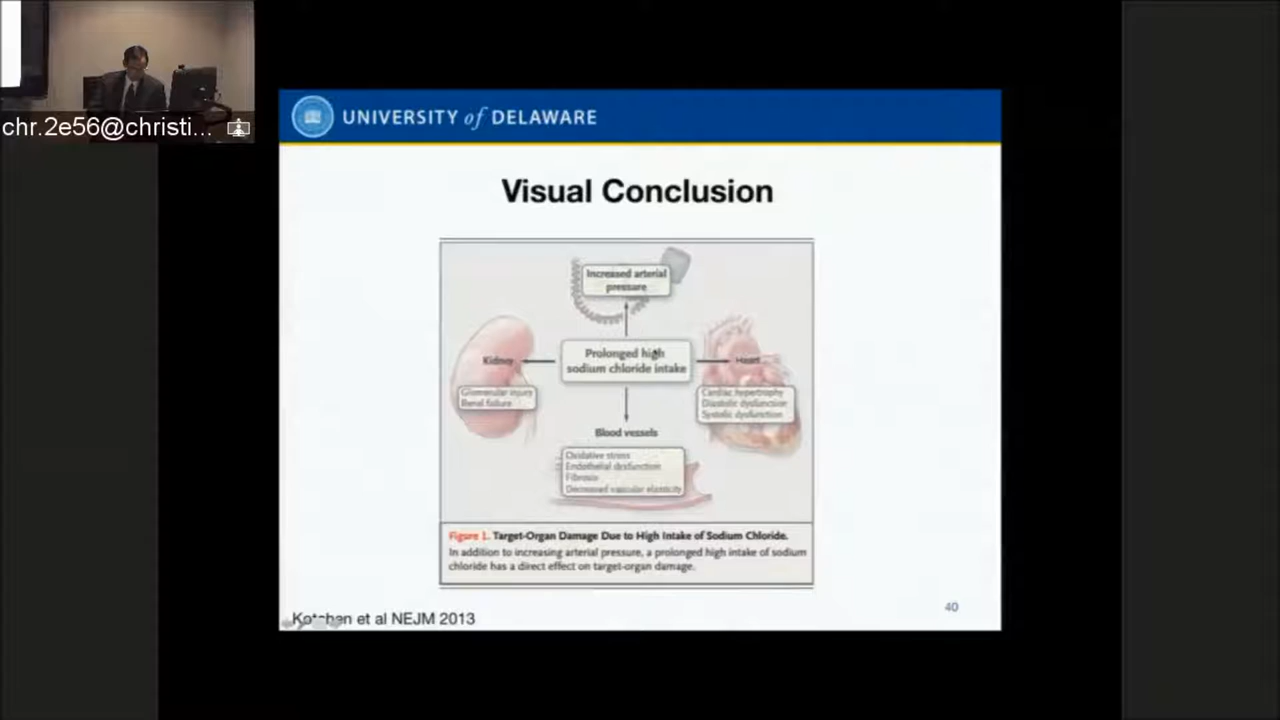 chr.2e56@christi...
UNIVERSITY of DELAWARE
Visual Conclusion
Increased arterial
pressure
Kidney
Prolonged high
sodium chloride intake
Heart
Glomerular injury
Renal failure
Cardiac hypertrophy
Diastolic dysfunction
Systolic dysfunction
Blood vessels
Oxidative stress
Endothelial dysfunction
Fibrosis
Decreased vascular elasticity
Figure 1. Target-Organ Damage Due to High Intake of Sodium Chloride.
In addition to increasing arterial pressure, a prolonged high intake of sodium
chloride has a direct effect on target-organ damage.
Kotchen et al NEJM 2013
40